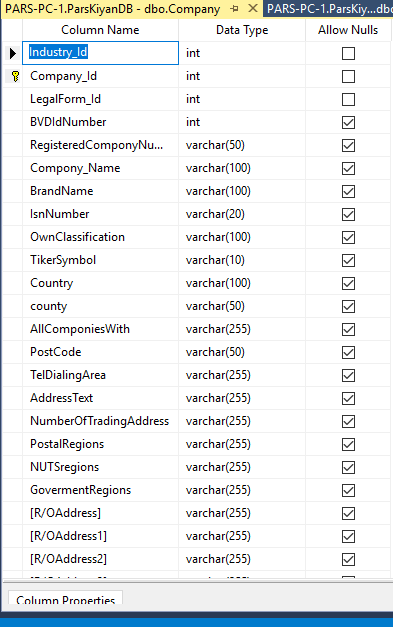 PARS-PC-1.ParsKiyanDB - dbo.Company PARS-PC-1.ParsKiy...dbo
Column Name Data Type Allow Nulls
Industry_Id int
Company_Id int
LegalForm_Id int
BVDIdNumber int
RegisteredComponyNu... varchar(50)
Company_Name varchar(100)
BrandName varchar(100)
IsnNumber varchar(20)
OwnClassification varchar(100)
TikerSymbol varchar(10)
Country varchar(100)
county varchar(50)
AllComponiesWith varchar(255)
PostCode varchar(50)
TelDialingArea varchar(255)
AddressText varchar(255)
NumberOfTradingAddress varchar(255)
PostalRegions varchar(255)
NUTSregions varchar(255)
GovermentRegions varchar(255)
[R/OAddress] varchar(255)
[R/OAddress1] varchar(255)
[R/OAddress2] varchar(255)
Column Properties